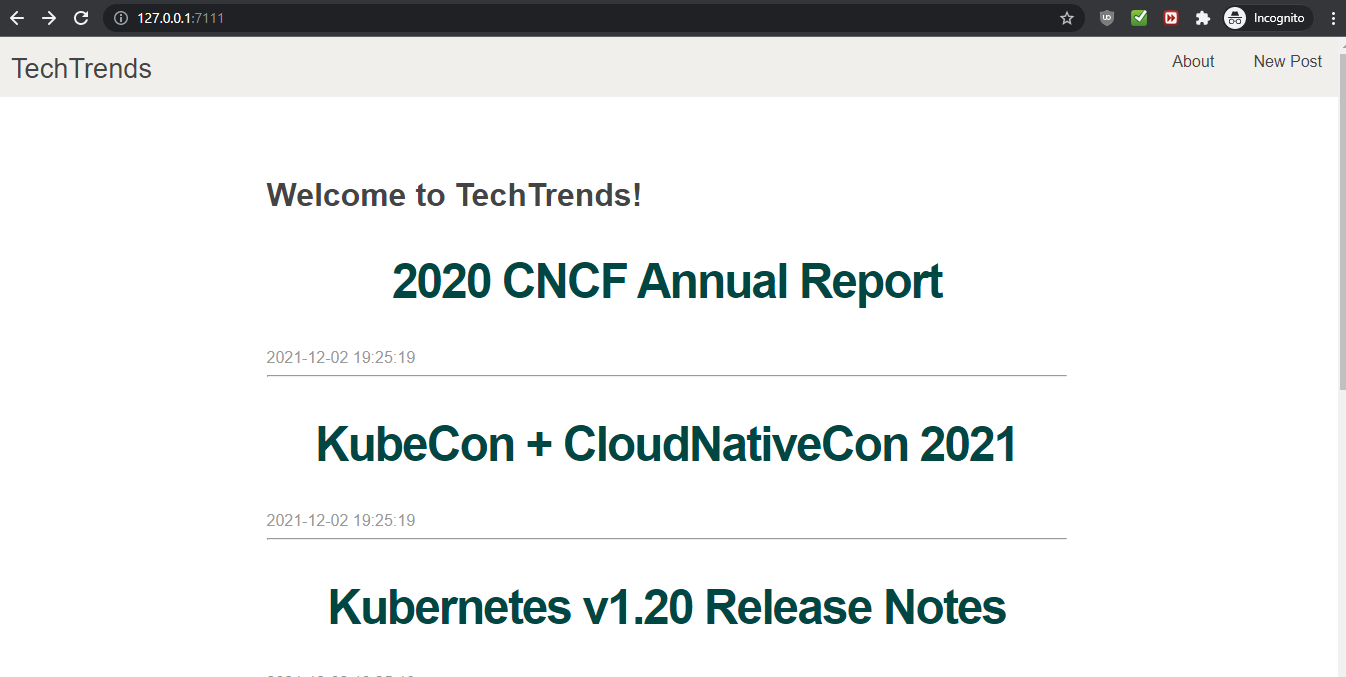 127.0.0.1:7111
Incognito
TechTrends
About
New Post
Welcome to TechTrends!
2020 CNCF Annual Report
2021-12-02 19:25:19
KubeCon + CloudNativeCon 2021
2021-12-02 19:25:19
Kubernetes v1.20 Release Notes